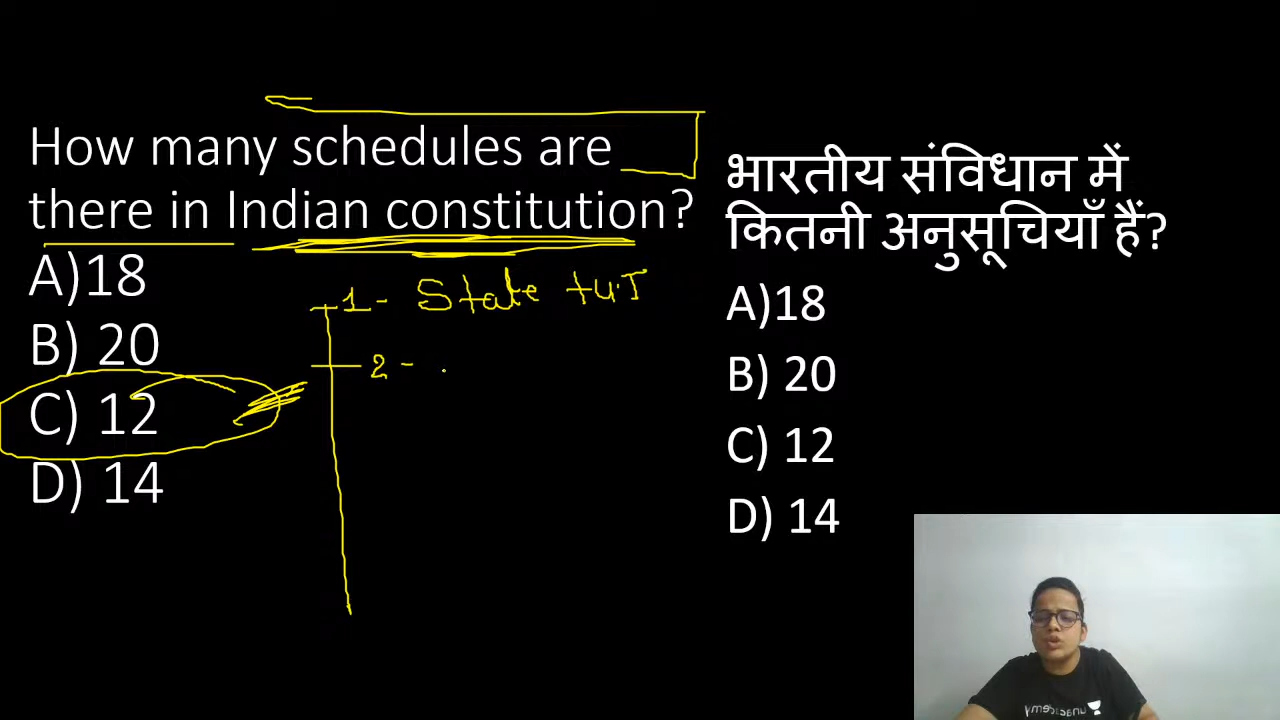 How many schedules are
there in Indian constitution?
A)18
B) 20
C) 12
D) 14
1- State + U.T
2 -
भारतीय संविधान में
कितनी अनुसूचियाँ हैं?
A)18
B) 20
C) 12
D) 14
unacademy